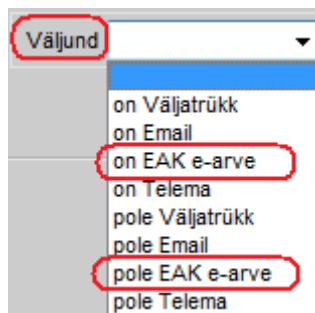 Väljund
on Väljatrükk
on Email
on EAK e-arve
on Telema
pole Väljatrükk
pole Email
pole EAK e-arve
pole Telema